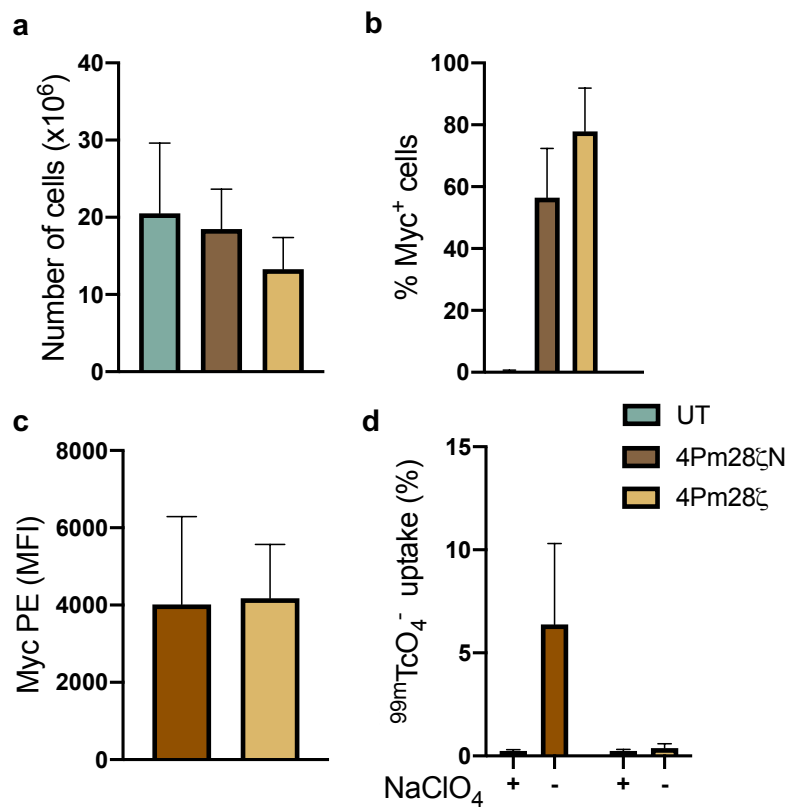 a
Number of cells (x10⁶)
40
30
20
10
0
b
% Myc⁺ cells
100
80
60
40
20
0
c
Myc PE (MFI)
8000
6000
4000
2000
0
d
UT
4Pm28ζN
4Pm28ζ
⁹⁹ᵐTcO₄⁻ uptake (%)
15
10
5
0
NaClO₄ + - + -